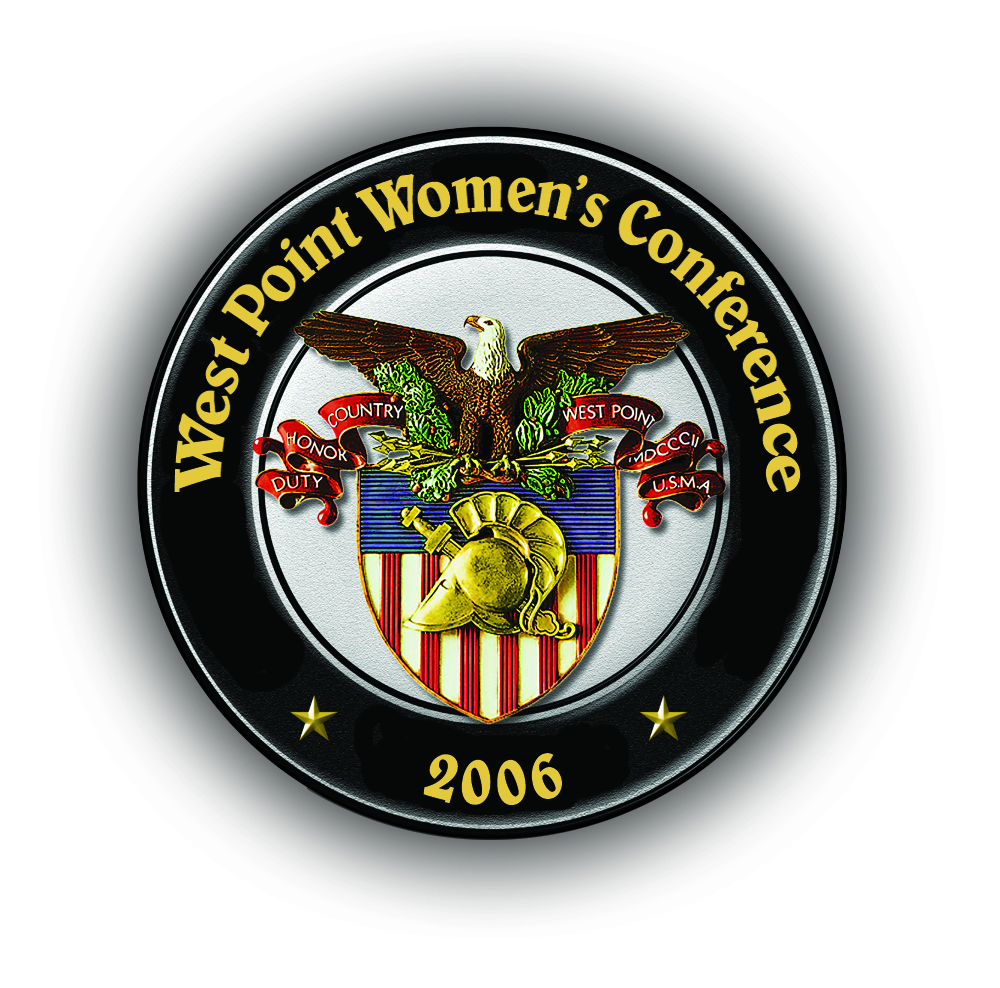 West Point Women's Conference
COUNTRY
HONOR
DUTY
WEST POINT
MDCCCII
U.S.M.A.
2006